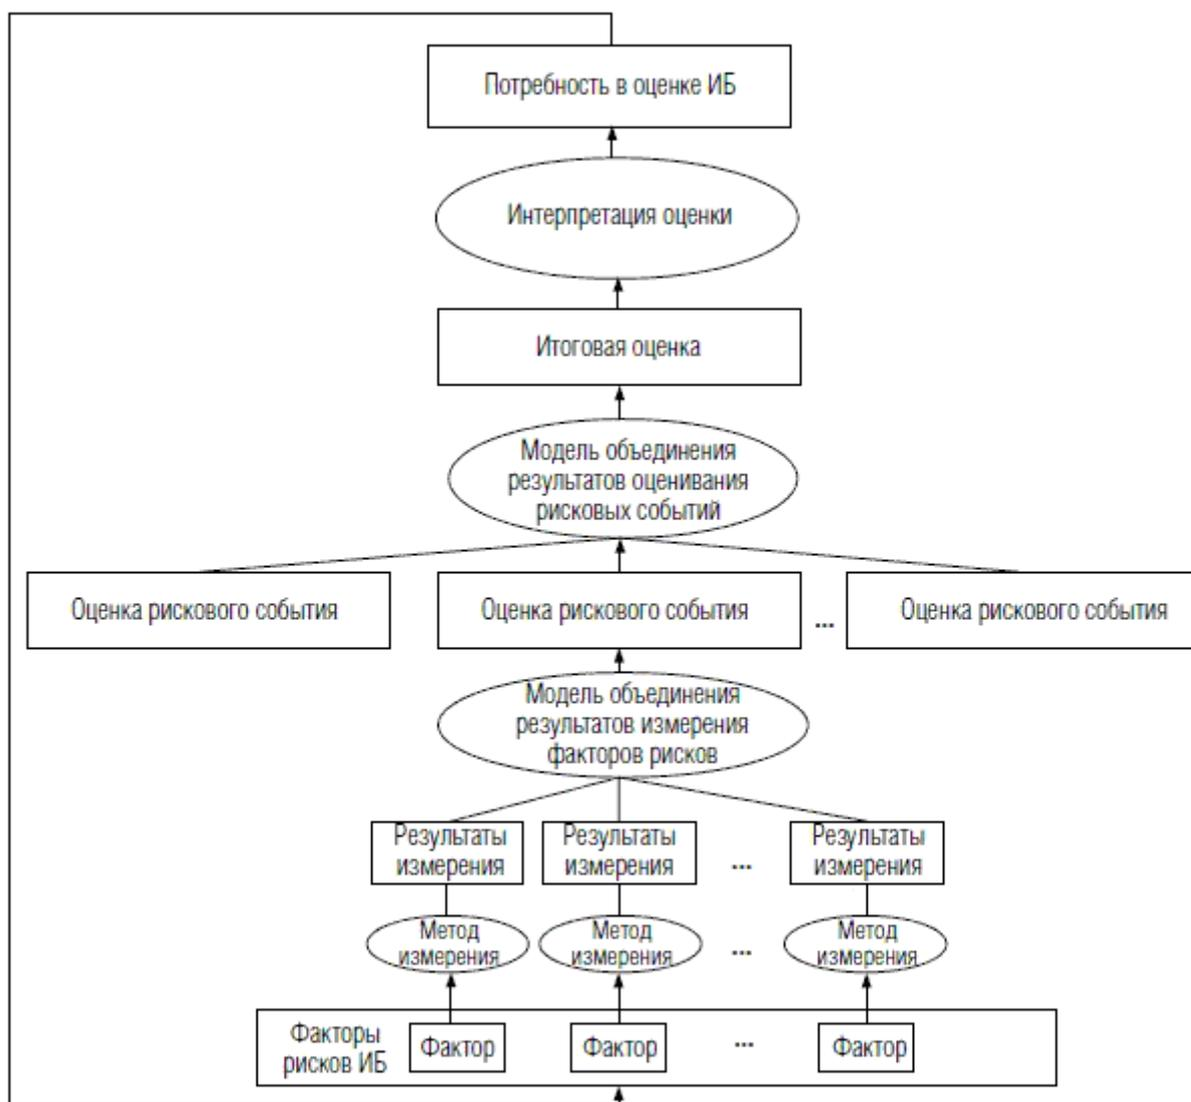 Потребность в оценке ИБ
Интерпретация оценки
Итоговая оценка
Модель объединения
результатов оценивания
рисковых событий
Оценка рискового события
Оценка рискового события
...
Оценка рискового события
Модель объединения
результатов измерения
факторов рисков
Результаты
измерения
Результаты
измерения
...
Результаты
измерения
Метод
измерения
Метод
измерения
...
Метод
измерения
Факторы
рисков ИБ
Фактор
Фактор
...
Фактор